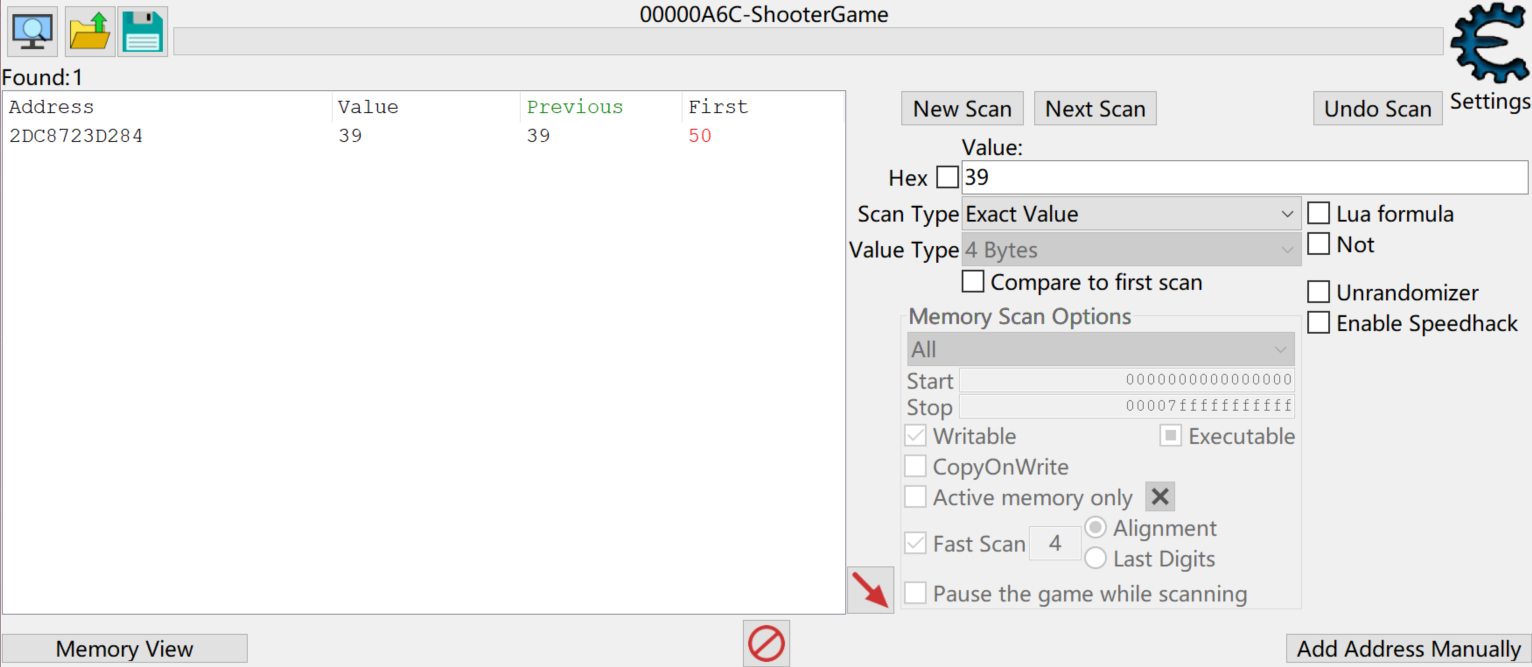 00000A6C-ShooterGame
Settings
Found:1
Address Value Previous First
2DC8723D284 39 39 50
New Scan Next Scan Undo Scan
Value:
Hex 39
Scan Type Exact Value Lua formula
Value Type 4 Bytes Not
Compare to first scan
Unrandomizer
Enable Speedhack
Memory Scan Options
All
Start 0000000000000000
Stop 00007fffffffffff
Writable Executable
CopyOnWrite
Active memory only
Fast Scan 4 Alignment
Last Digits
Pause the game while scanning
Memory View Add Address Manually